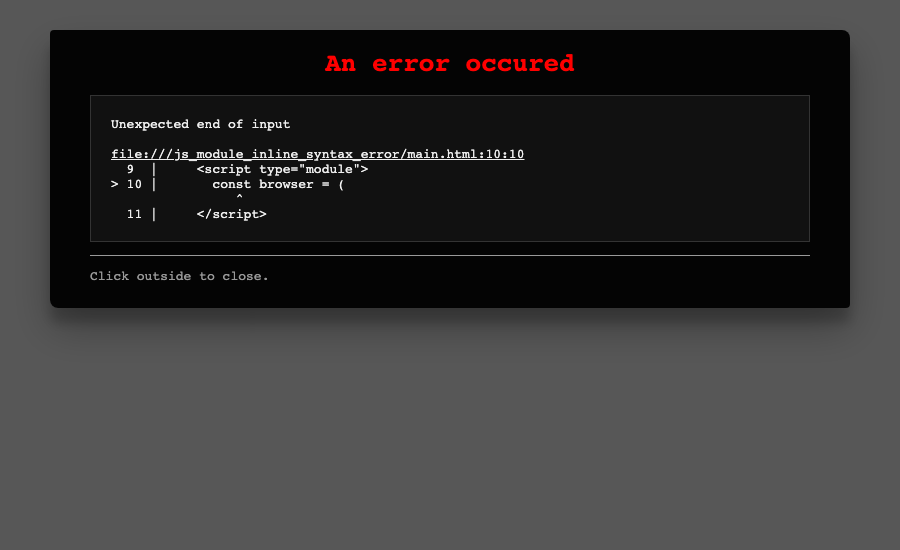 An error occured
Unexpected end of input
file:///js_module_inline_syntax_error/main.html:10:10
  9  |     <script type="module">
> 10 |       const browser = (
                ^
  11 |     </script>
Click outside to close.